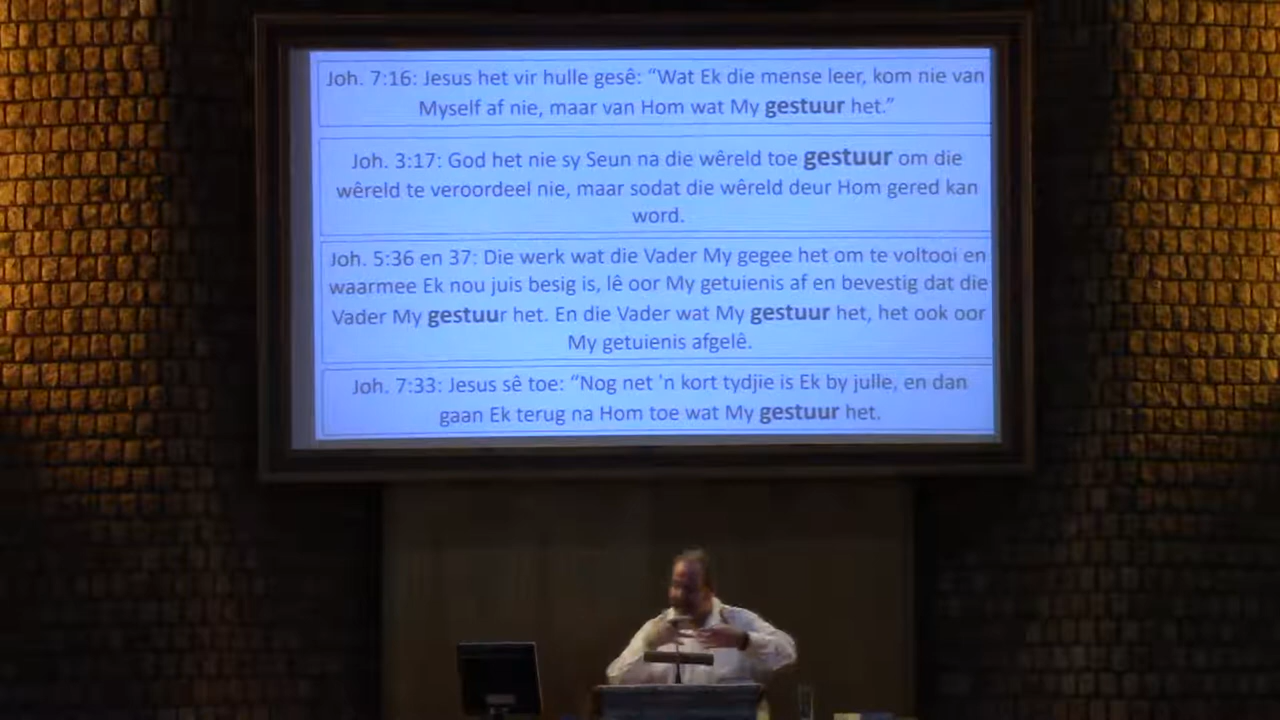 Joh. 7:16: Jesus het vir hulle gesê: “Wat Ek die mense leer, kom nie van
Myself af nie, maar van Hom wat My gestuur het.”
Joh. 3:17: God het nie sy Seun na die wêreld toe gestuur om die
wêreld te veroordeel nie, maar sodat die wêreld deur Hom gered kan
word.
Joh. 5:36 en 37: Die werk wat die Vader My gegee het om te voltooi en
waarmee Ek nou juis besig is, lê oor My getuienis af en bevestig dat die
Vader My gestuur het. En die Vader wat My gestuur het, het ook oor
My getuienis afgelê.
Joh. 7:33: Jesus sê toe: “Nog net 'n kort tydjie is Ek by julle, en dan
gaan Ek terug na Hom toe wat My gestuur het.